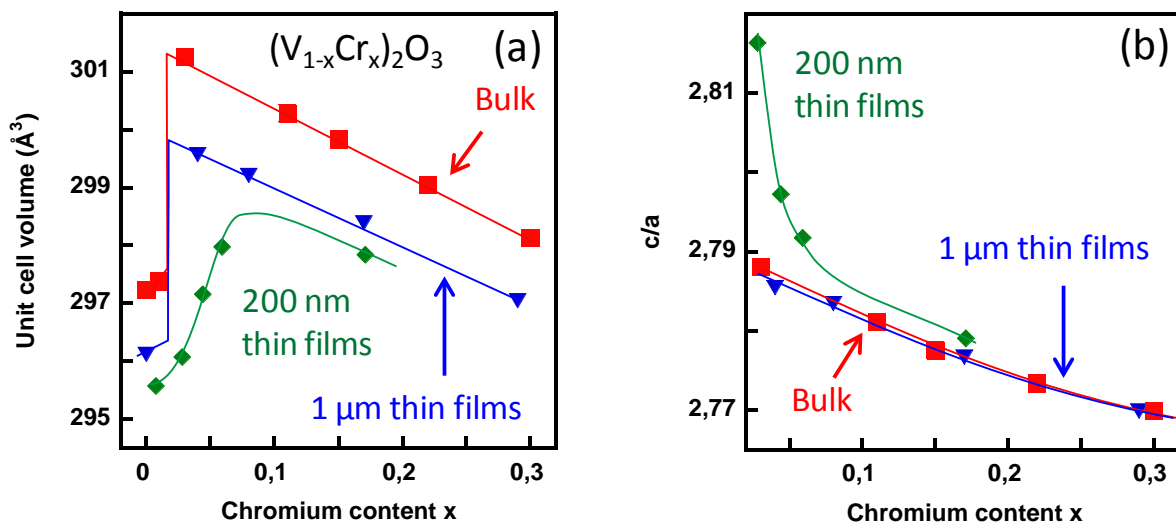 (V1-xCrx)2O3
(a)
301
299
297
295
Unit cell volume (Å3)
Bulk
200 nm
thin films
1 µm thin films
0
0,1
0,2
0,3
Chromium content x
(b)
2,81
2,79
2,77
c/a
200 nm
thin films
1 µm thin films
Bulk
0,1
0,2
0,3
Chromium content x